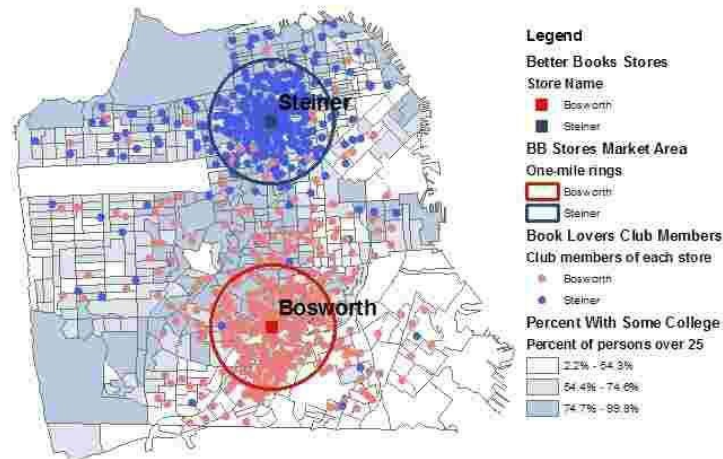 Steiner
Bosworth
Legend
Better Books Stores
Store Name
Bosworth
Steiner
BB Stores Market Area
One-mile rings
Bosworth
Steiner
Book Lovers Club Members
Club members of each store
Bosworth
Steiner
Percent With Some College
Percent of persons over 25
2.2% - 54.3%
54.4% - 74.6%
74.7% - 99.8%